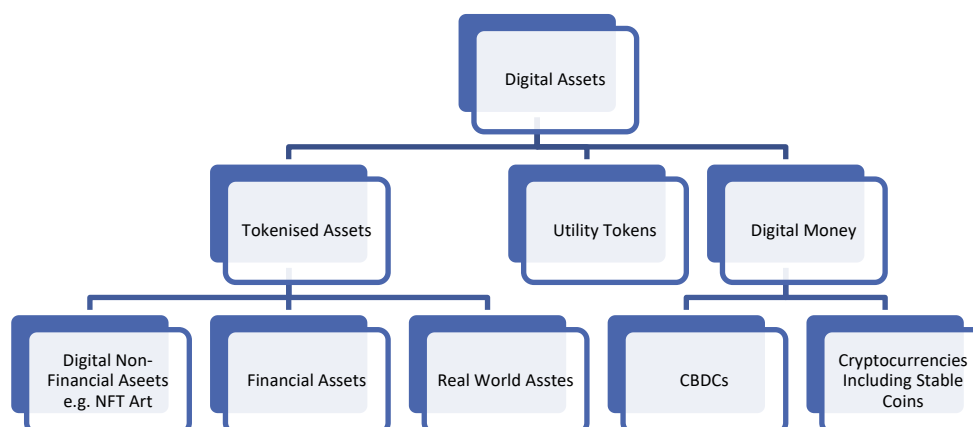 Digital Assets
Tokenised Assets
Utility Tokens
Digital Money
Digital Non-
Financial Aseets
e.g. NFT Art
Financial Assets
Real World Asstes
CBDCs
Cryptocurrencies
Including Stable
Coins